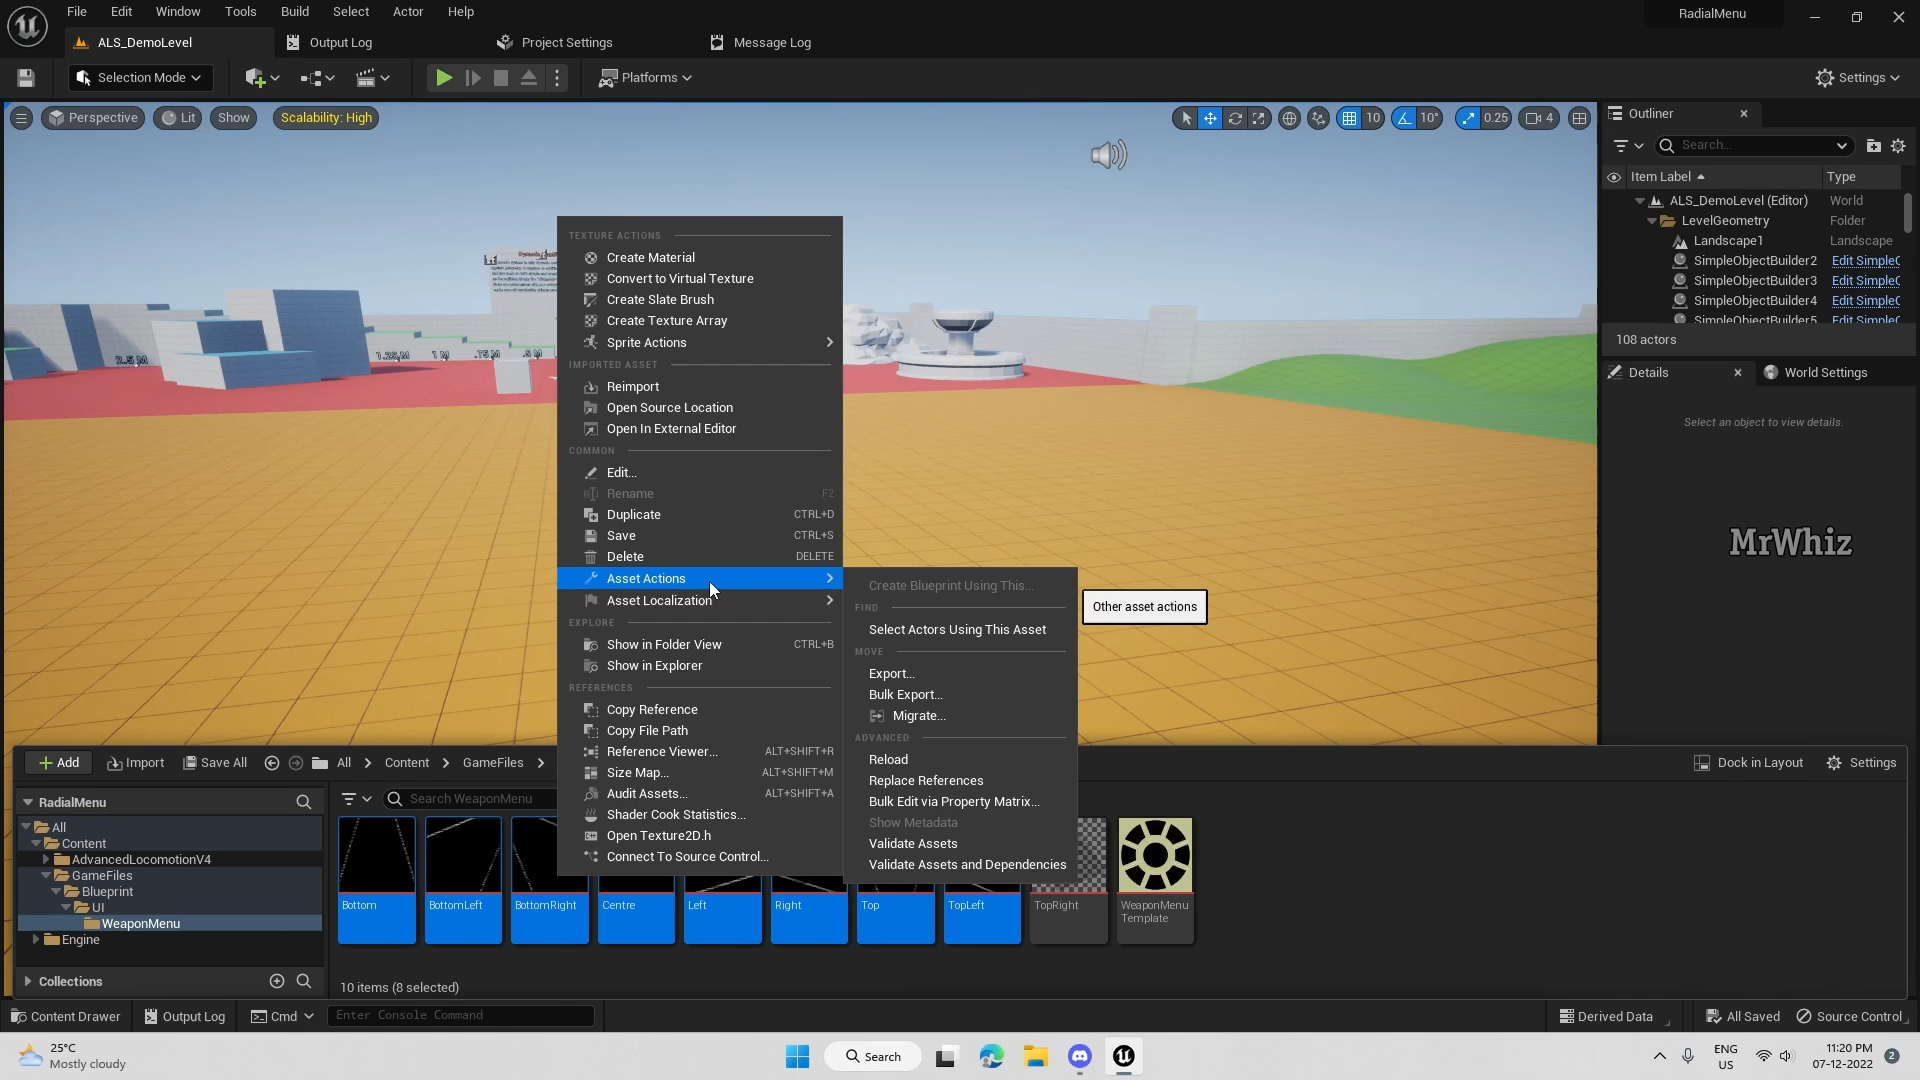 File Edit Window Tools Build Select Actor Help
RadialMenu
ALS_DemoLevel
Output Log
Project Settings
Message Log
Selection Mode
Platforms
Settings
Perspective
Lit
Show
Scalability: High
10
10°
0.25
4
Outliner
Search...
Item Label
Type
ALS_DemoLevel (Editor) World
LevelGeometry Folder
Landscape1 Landscape
SimpleObjectBuilder2 Edit SimpleC
SimpleObjectBuilder3 Edit SimpleC
SimpleObjectBuilder4 Edit SimpleC
SimpleObjectBuilder5 Edit SimpleC
108 actors
Details
World Settings
Select an object to view details.
MrWhiz
2.5 M
1.25 M
1 M
.75 M
.5 M
TEXTURE ACTIONS
Create Material
Convert to Virtual Texture
Create Slate Brush
Create Texture Array
Sprite Actions
IMPORTED ASSET
Reimport
Open Source Location
Open In External Editor
COMMON
Edit...
Rename F2
Duplicate CTRL+D
Save CTRL+S
Delete DELETE
Asset Actions
Asset Localization
EXPLORE
Show in Folder View CTRL+B
Show in Explorer
REFERENCES
Copy Reference
Copy File Path
Reference Viewer... ALT+SHIFT+R
Size Map... ALT+SHIFT+M
Audit Assets... ALT+SHIFT+A
Shader Cook Statistics...
Open Texture2D.h
Connect To Source Control...
Create Blueprint Using This...
FIND
Select Actors Using This Asset
MOVE
Export...
Bulk Export...
Migrate...
ADVANCED
Reload
Replace References
Bulk Edit via Property Matrix...
Show Metadata
Validate Assets
Validate Assets and Dependencies
Other asset actions
Add
Import
Save All
All
Content
GameFiles
Dock in Layout
Settings
RadialMenu
All
Content
AdvancedLocomotionV4
GameFiles
Blueprint
UI
WeaponMenu
Engine
Collections
Search WeaponMenu
Bottom
BottomLeft
BottomRight
Centre
Left
Right
Top
TopLeft
TopRight
WeaponMenu
Template
10 items (8 selected)
Content Drawer
Output Log
Cmd
Enter Console Command
Derived Data
All Saved
Source Control
25°C
Mostly cloudy
Search
ENG
US
11:20 PM
07-12-2022
2